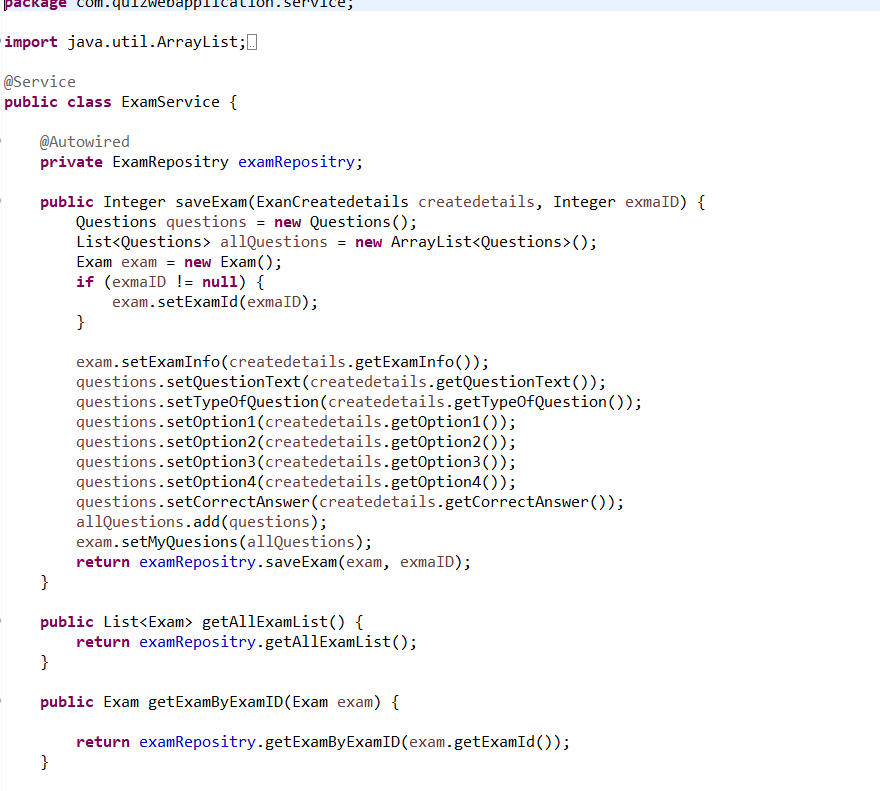 package com.quizwebapplication.service;
import java.util.ArrayList;
@Service
public class ExamService {
@Autowired
private ExamRepositry examRepositry;
public Integer saveExam(ExanCreatedetails createdetails, Integer exmaID) {
Questions questions = new Questions();
List<Questions> allQuestions = new ArrayList<Questions>();
Exam exam = new Exam();
if (exmaID != null) {
exam.setExamId(exmaID);
}
exam.setExamInfo(createdetails.getExamInfo());
questions.setQuestionText(createdetails.getQuestionText());
questions.setTypeOfQuestion(createdetails.getTypeOfQuestion());
questions.setOption1(createdetails.getOption1());
questions.setOption2(createdetails.getOption2());
questions.setOption3(createdetails.getOption3());
questions.setOption4(createdetails.getOption4());
questions.setCorrectAnswer(createdetails.getCorrectAnswer());
allQuestions.add(questions);
exam.setMyQuesions(allQuestions);
return examRepositry.saveExam(exam, exmaID);
}
public List<Exam> getAllExamList() {
return examRepositry.getAllExamList();
}
public Exam getExamByExamID(Exam exam) {
return examRepositry.getExamByExamID(exam.getExamId());
}